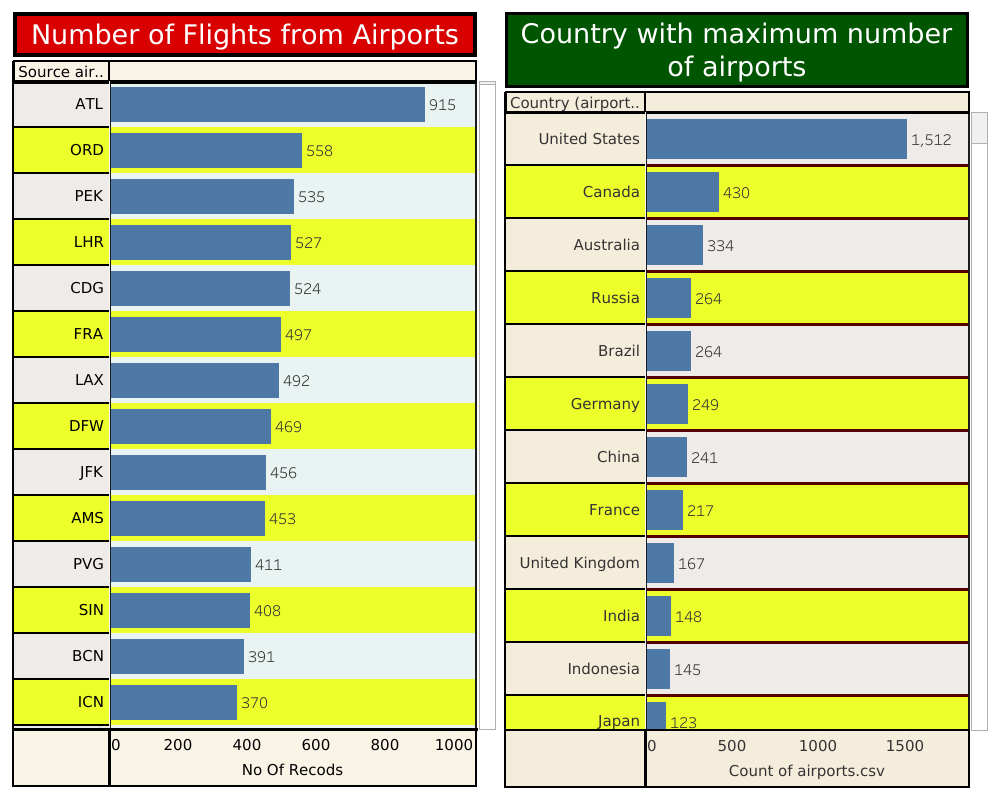 Number of Flights from Airports
Source air..
ATL 915
ORD 558
PEK 535
LHR 527
CDG 524
FRA 497
LAX 492
DFW 469
JFK 456
AMS 453
PVG 411
SIN 408
BCN 391
ICN 370
0 200 400 600 800 1000
No Of Recods
Country with maximum number
of airports
Country (airport..
United States 1,512
Canada 430
Australia 334
Russia 264
Brazil 264
Germany 249
China 241
France 217
United Kingdom 167
India 148
Indonesia 145
Japan 123
0 500 1000 1500
Count of airports.csv